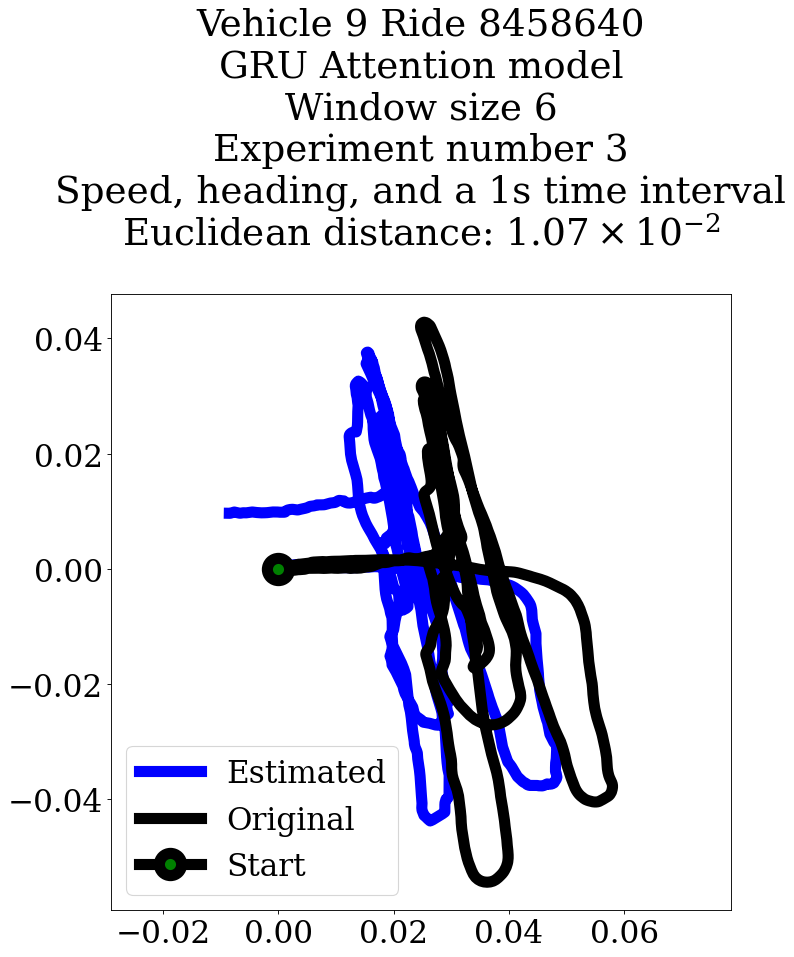 Vehicle 9 Ride 8458640
GRU Attention model
Window size 6
Experiment number 3
Speed, heading, and a 1s time interval
Euclidean distance: 1.07 × 10⁻²
0.04
0.02
0.00
−0.02
−0.04
Estimated
Original
Start
−0.02 0.00 0.02 0.04 0.06